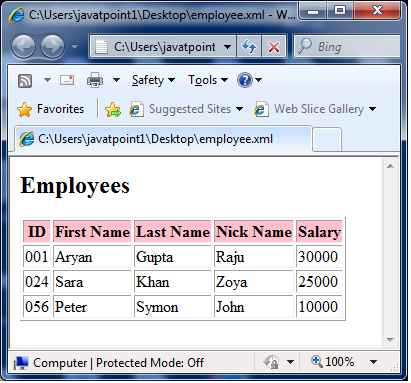 C:\Users\javatpoint1\Desktop\employee.xml - W...
C:\Users\javatpoint
Bing
Safety Tools
Favorites Suggested Sites Web Slice Gallery
C:\Users\javatpoint1\Desktop\employee.xml
Employees
ID First Name Last Name Nick Name Salary
001 Aryan Gupta Raju 30000
024 Sara Khan Zoya 25000
056 Peter Symon John 10000
Computer | Protected Mode: Off 100%